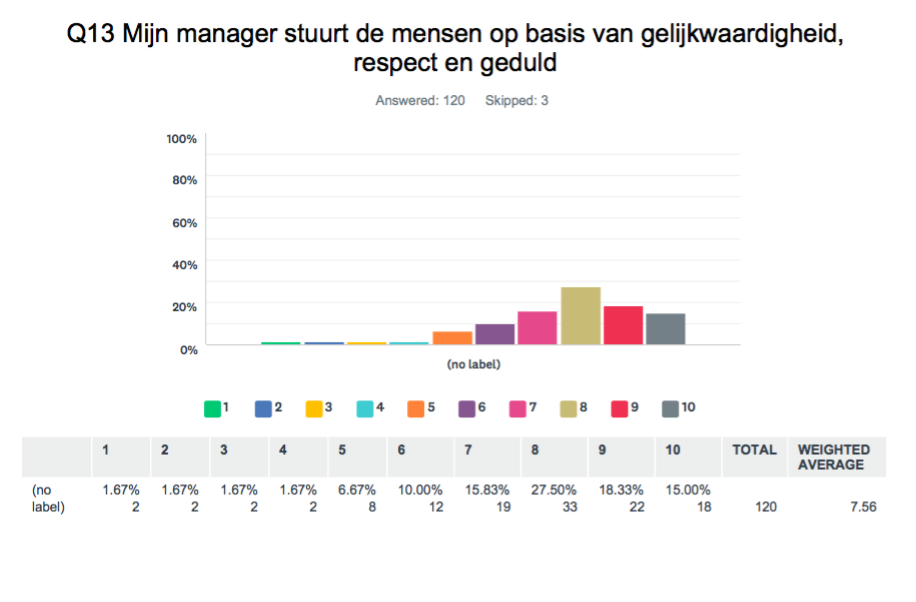 Q13 Mijn manager stuurt de mensen op basis van gelijkwaardigheid,
respect en geduld
Answered: 120 Skipped: 3
100%
80%
60%
40%
20%
0%
(no label)
1 2 3 4 5 6 7 8 9 10
1 2 3 4 5 6 7 8 9 10 TOTAL WEIGHTED
AVERAGE
(no 1.67% 1.67% 1.67% 1.67% 6.67% 10.00% 15.83% 27.50% 18.33% 15.00%
label) 2 2 2 2 8 12 19 33 22 18 120 7.56